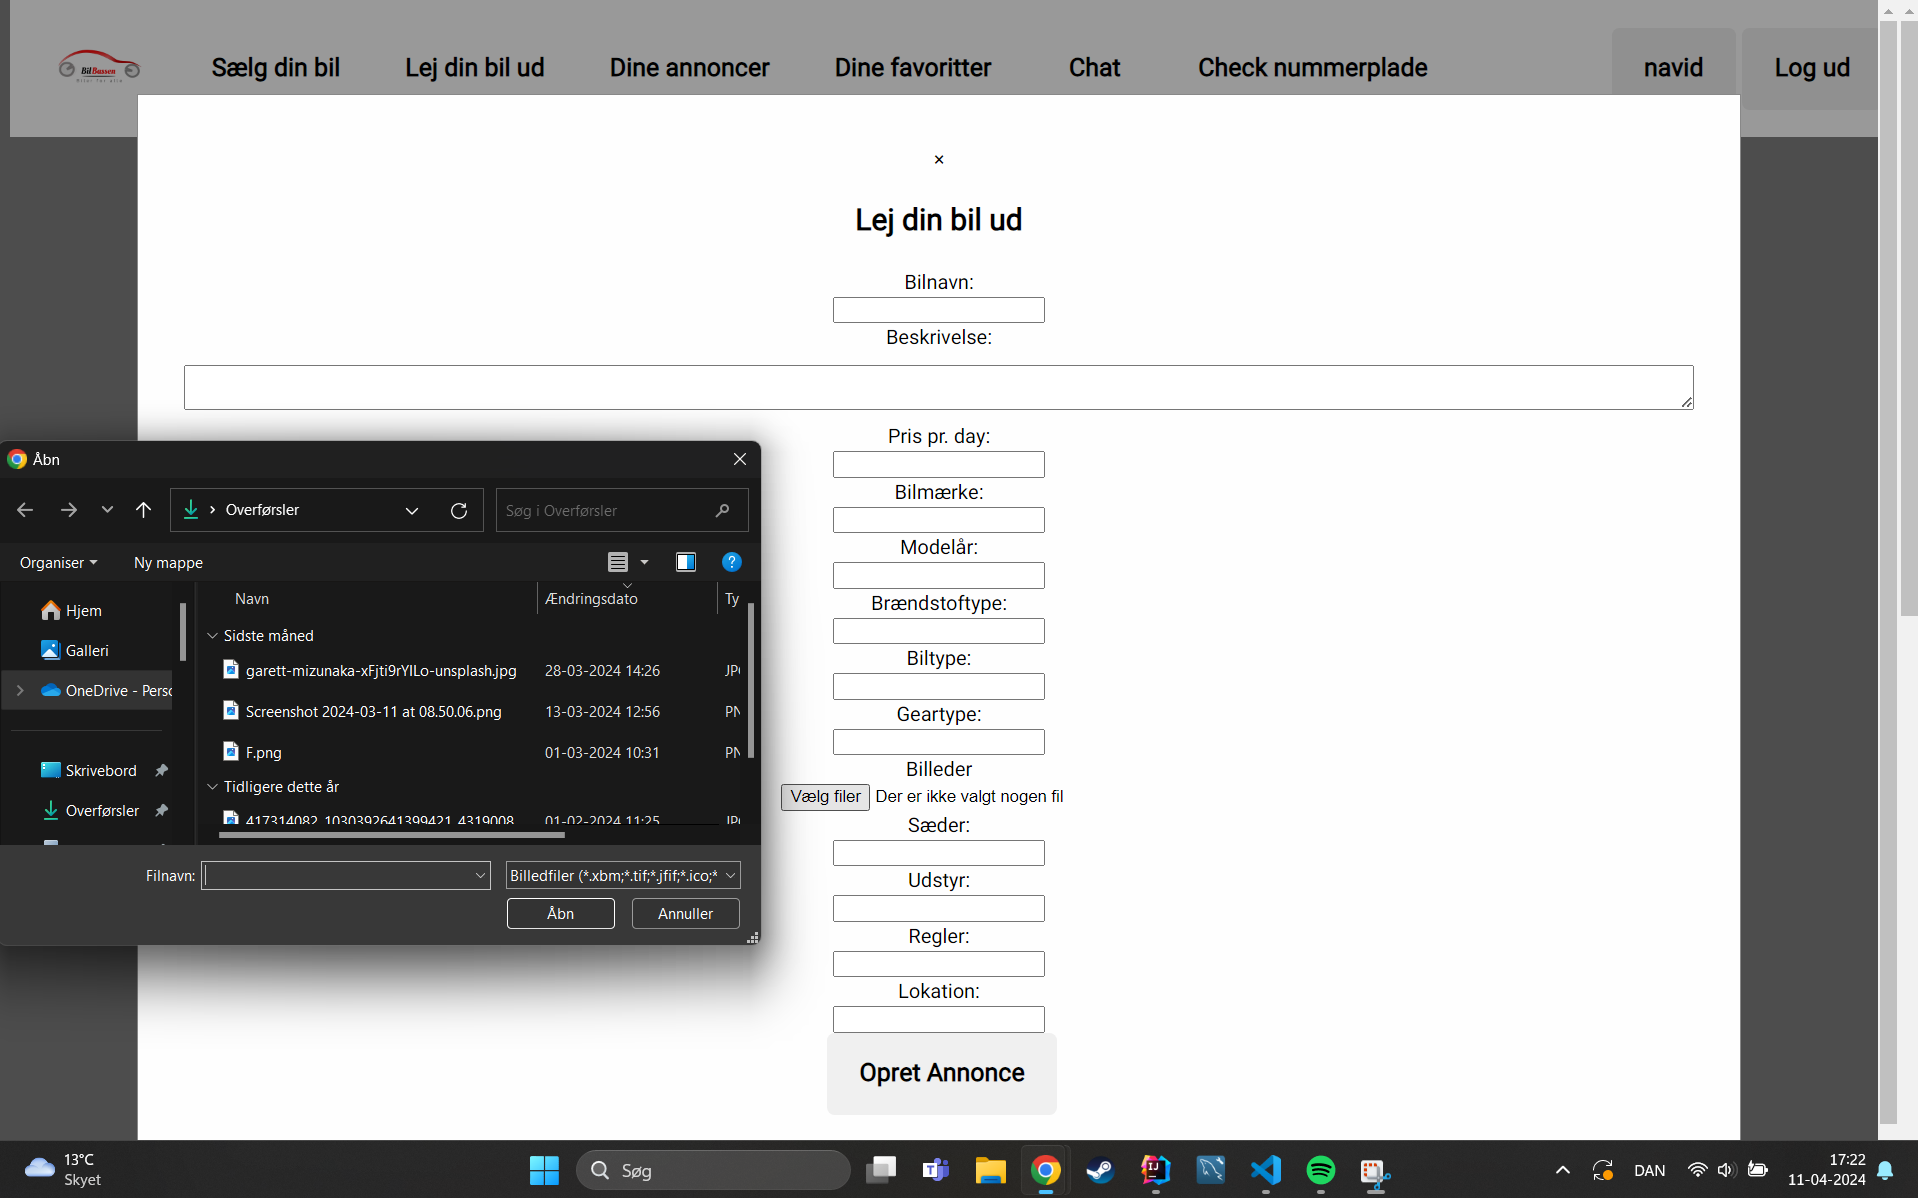 BilBassen
Biler for alle
Sælg din bil
Lej din bil ud
Dine annoncer
Dine favoritter
Chat
Check nummerplade
navid
Log ud
×
Lej din bil ud
Bilnavn:
Beskrivelse:
Pris pr. day:
Bilmærke:
Modelår:
Brændstoftype:
Biltype:
Geartype:
Billeder
Vælg filer Der er ikke valgt nogen fil
Sæder:
Udstyr:
Regler:
Lokation:
Opret Annonce
Åbn
Overførsler
Søg i Overførsler
Organiser
Ny mappe
Hjem
Galleri
OneDrive - Perso
Skrivebord
Overførsler
Navn
Ændringsdato
Ty
Sidste måned
garett-mizunaka-xFjti9rYILo-unsplash.jpg 28-03-2024 14:26 JPG
Screenshot 2024-03-11 at 08.50.06.png 13-03-2024 12:56 PN
F.png 01-03-2024 10:31 PN
Tidligere dette år
417314082_1030392641399421_4319008 01-02-2024 11:25 JPG
Filnavn:
Billedfiler (*.xbm;*.tif;*.jfif;*.ico;*
Åbn
Annuller
13°C
Skyet
Søg
DAN
17:22
11-04-2024